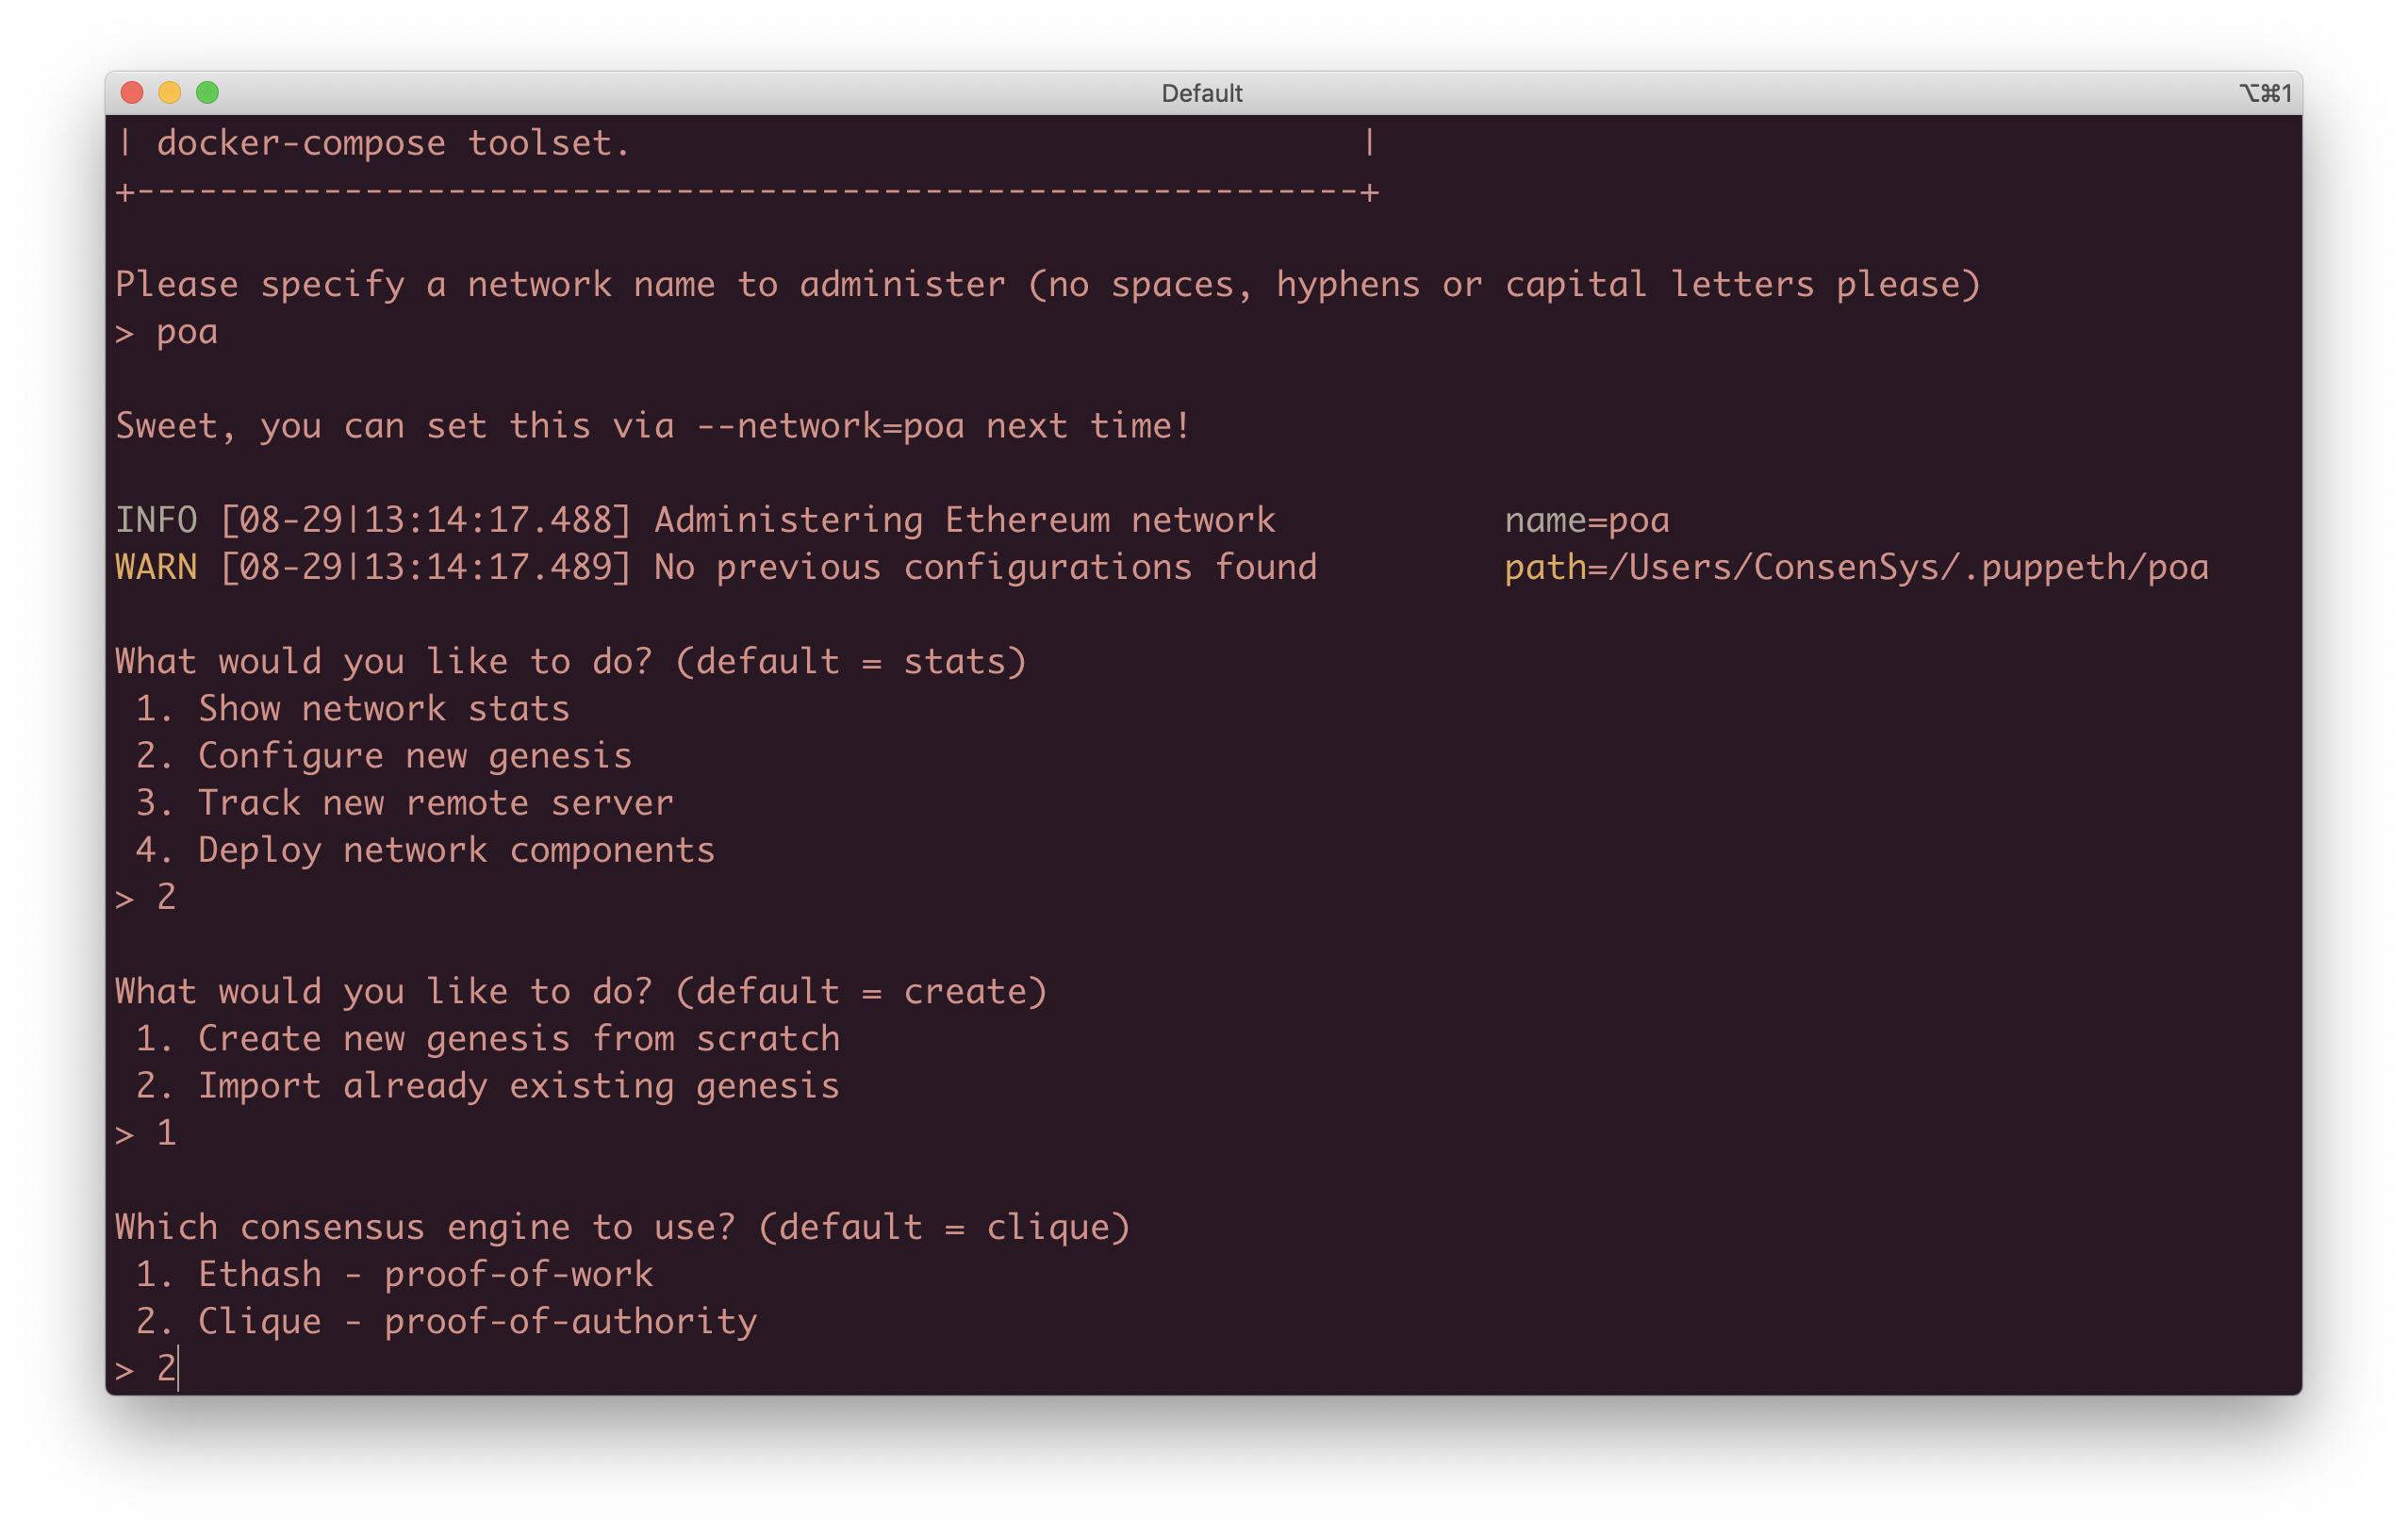 Default
⌥⌘1
| docker-compose toolset. |
+-----------------------------------------------------------+
Please specify a network name to administer (no spaces, hyphens or capital letters please)
> poa
Sweet, you can set this via --network=poa next time!
INFO [08-29|13:14:17.488] Administering Ethereum network name=poa
WARN [08-29|13:14:17.489] No previous configurations found path=/Users/ConsenSys/.puppeth/poa
What would you like to do? (default = stats)
1. Show network stats
2. Configure new genesis
3. Track new remote server
4. Deploy network components
> 2
What would you like to do? (default = create)
1. Create new genesis from scratch
2. Import already existing genesis
> 1
Which consensus engine to use? (default = clique)
1. Ethash - proof-of-work
2. Clique - proof-of-authority
> 2